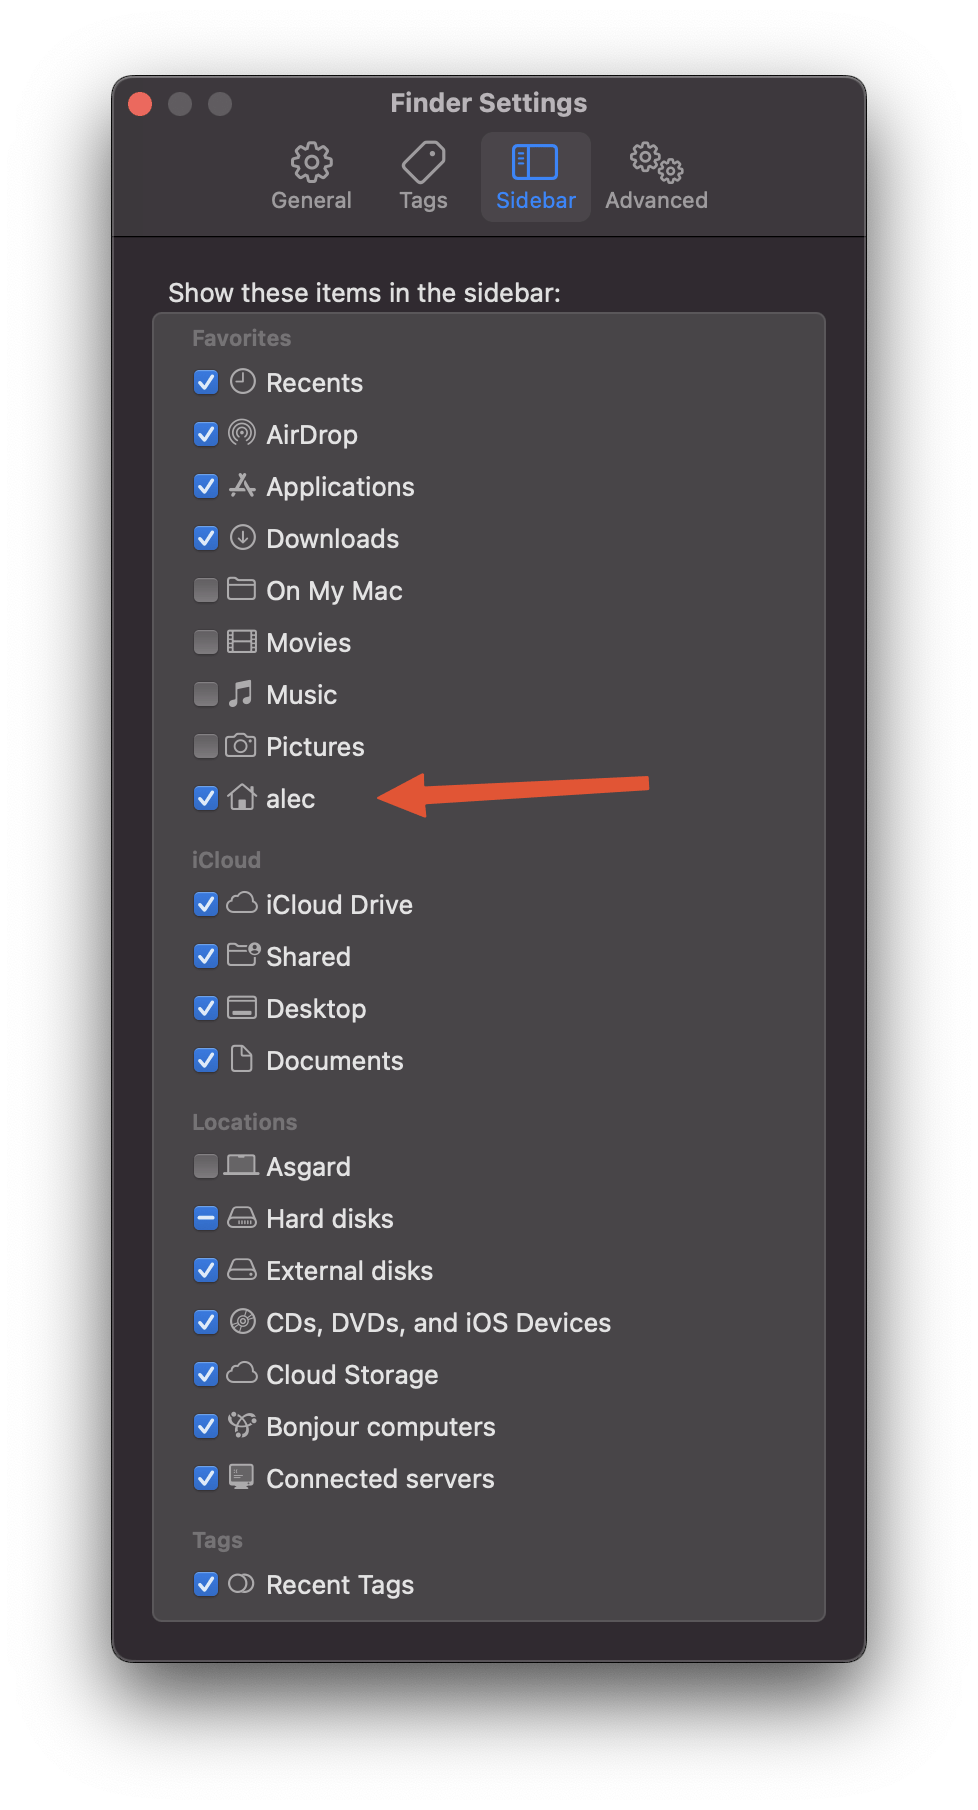 Finder Settings
General
Tags
Sidebar
Advanced
Show these items in the sidebar:
Favorites
Recents
AirDrop
Applications
Downloads
On My Mac
Movies
Music
Pictures
alec
iCloud
iCloud Drive
Shared
Desktop
Documents
Locations
Asgard
Hard disks
External disks
CDs, DVDs, and iOS Devices
Cloud Storage
Bonjour computers
Connected servers
Tags
Recent Tags